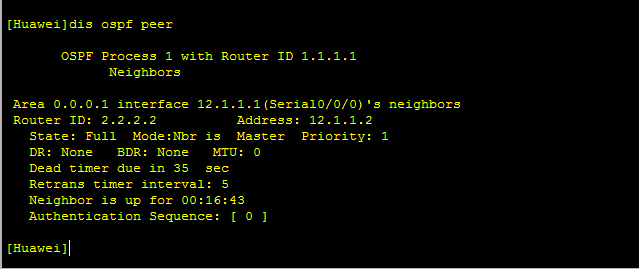 [Huawei]dis ospf peer
OSPF Process 1 with Router ID 1.1.1.1
Neighbors
Area 0.0.0.1 interface 12.1.1.1(Serial0/0/0)'s neighbors
Router ID: 2.2.2.2 Address: 12.1.1.2
State: Full Mode:Nbr is Master Priority: 1
DR: None BDR: None MTU: 0
Dead timer due in 35 sec
Retrans timer interval: 5
Neighbor is up for 00:16:43
Authentication Sequence: [ 0 ]
[Huawei]